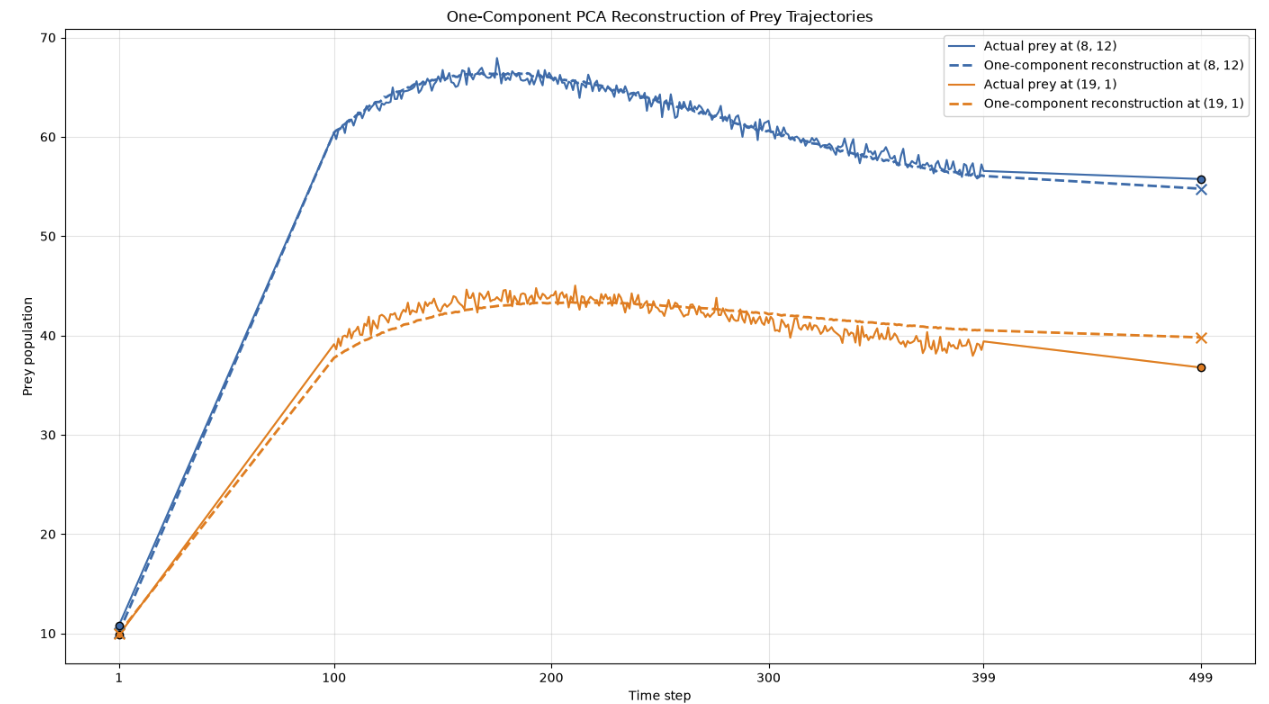 One-Component PCA Reconstruction of Prey Trajectories
Actual prey at (8, 12)
One-component reconstruction at (8, 12)
Actual prey at (19, 1)
One-component reconstruction at (19, 1)
Prey population
70
60
50
40
30
20
10
1 100 200 300 399 499
Time step